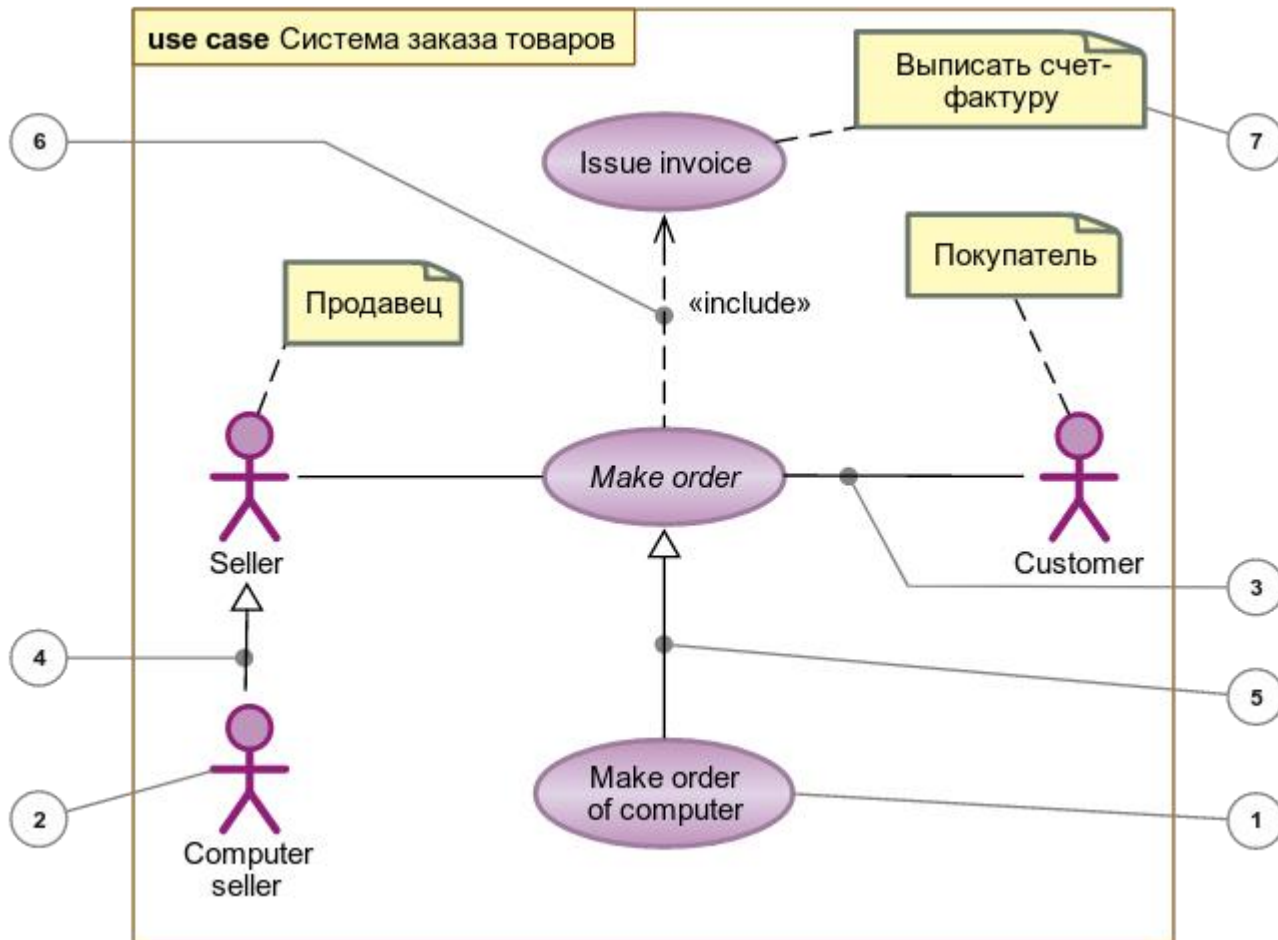 use case Система заказа товаров
Выписать счет-
фактуру
6
7
Issue invoice
Покупатель
Продавец
«include»
Make order
Seller
Customer
3
4
5
Make order
of computer
2
1
Computer
seller